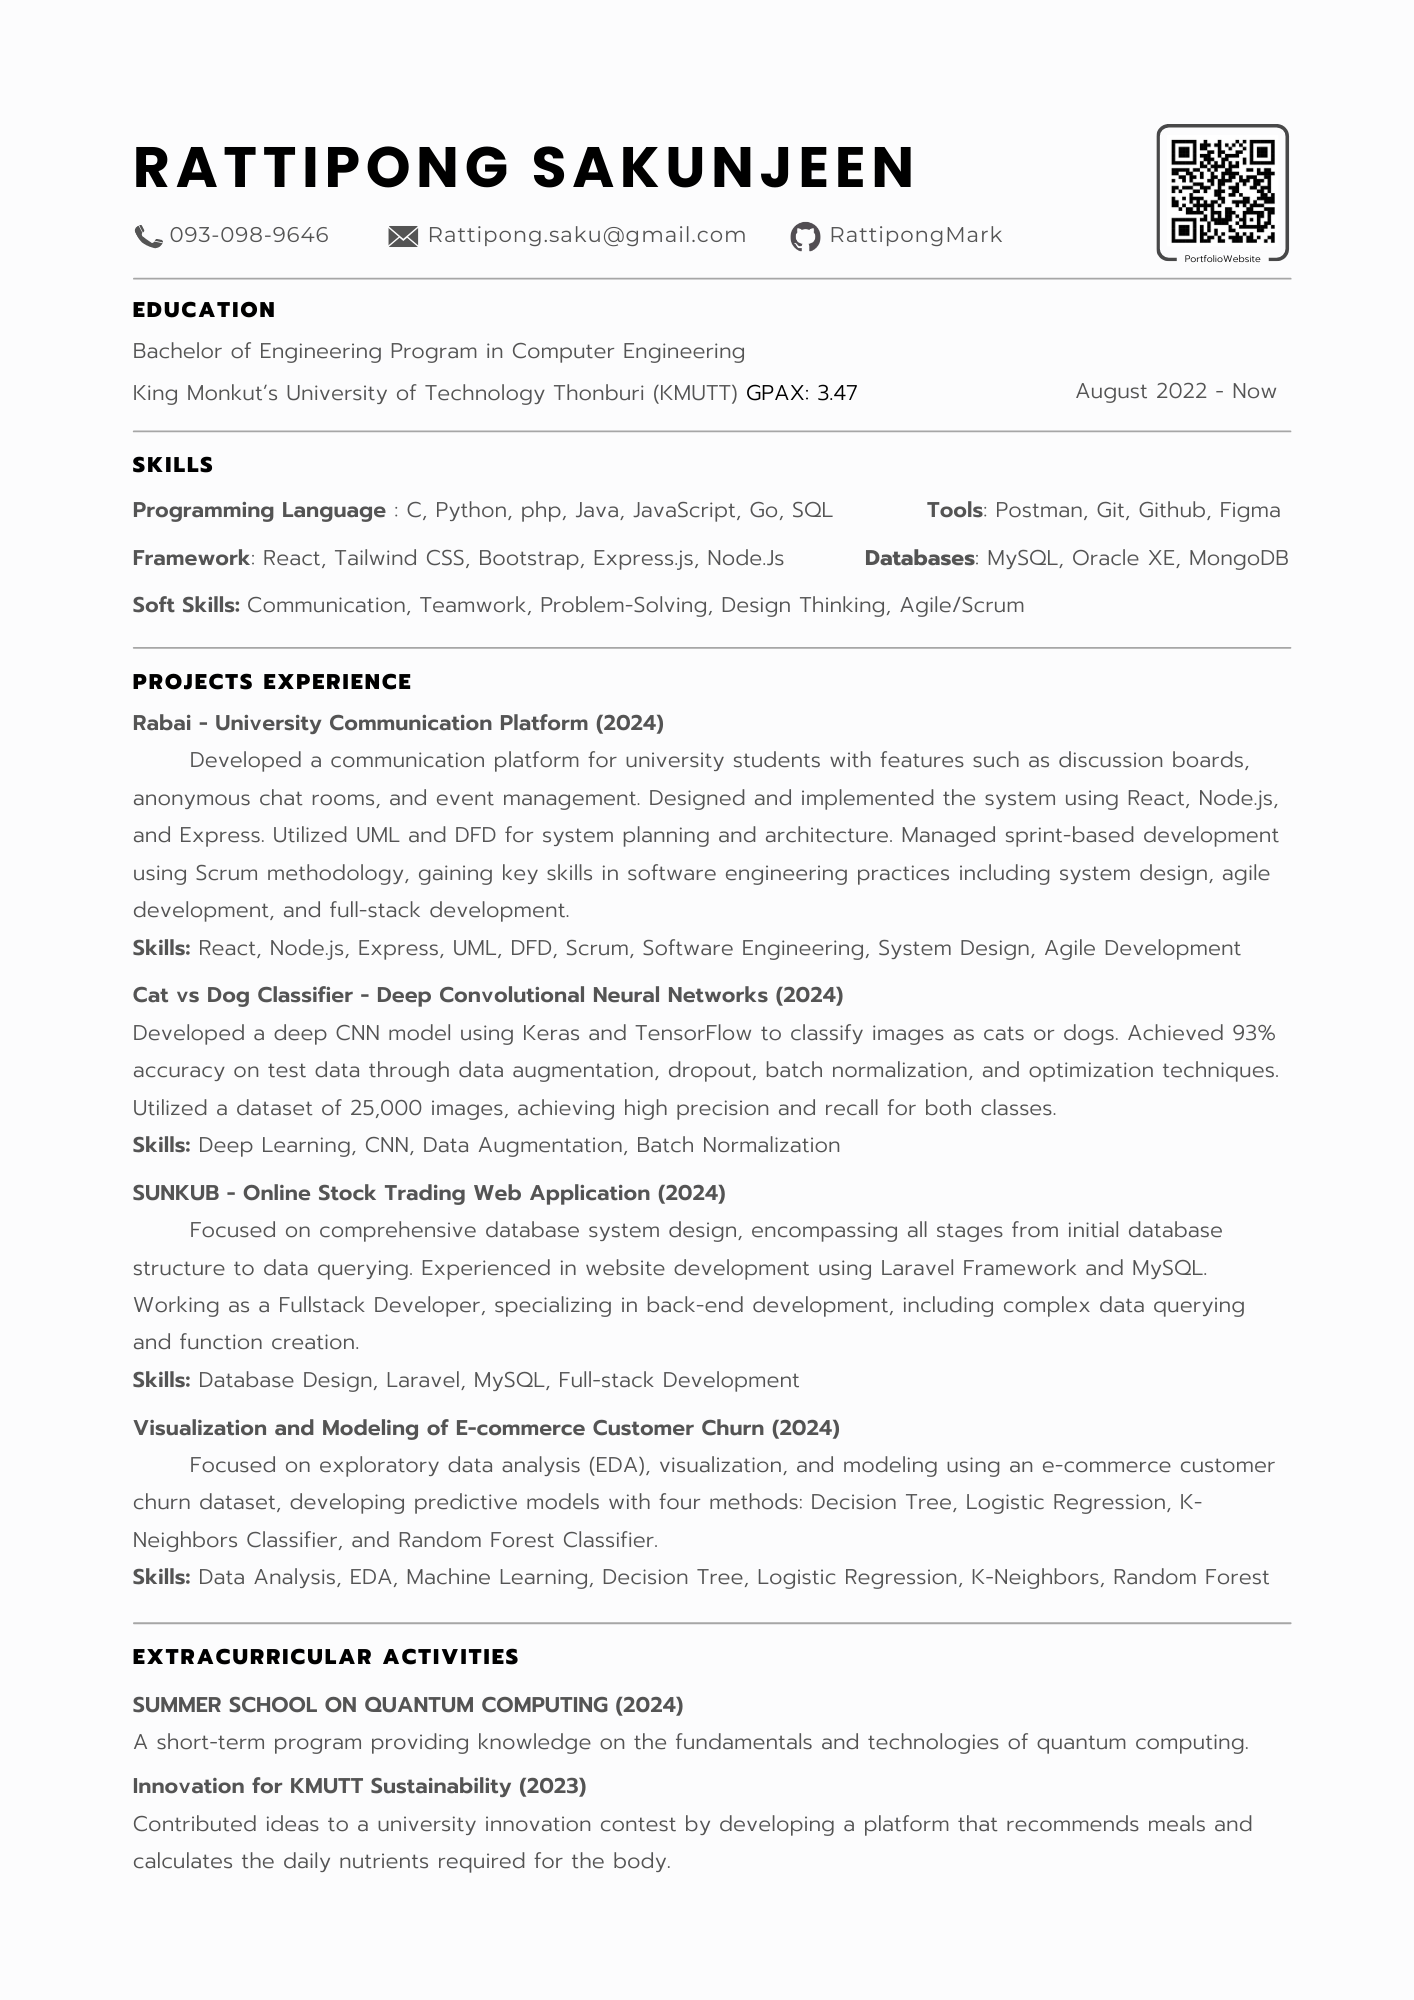 RATTIPONG SAKUNJEEN
093-098-9646 Rattipong.saku@gmail.com RattipongMark
PortfolioWebsite
EDUCATION
Bachelor of Engineering Program in Computer Engineering
King Monkut’s University of Technology Thonburi (KMUTT) GPAX: 3.47 August 2022 - Now
SKILLS
Programming Language : C, Python, php, Java, JavaScript, Go, SQL Tools: Postman, Git, Github, Figma
Framework: React, Tailwind CSS, Bootstrap, Express.js, Node.Js Databases: MySQL, Oracle XE, MongoDB
Soft Skills: Communication, Teamwork, Problem-Solving, Design Thinking, Agile/Scrum
PROJECTS EXPERIENCE
Rabai - University Communication Platform (2024)
Developed a communication platform for university students with features such as discussion boards,
anonymous chat rooms, and event management. Designed and implemented the system using React, Node.js,
and Express. Utilized UML and DFD for system planning and architecture. Managed sprint-based development
using Scrum methodology, gaining key skills in software engineering practices including system design, agile
development, and full-stack development.
Skills: React, Node.js, Express, UML, DFD, Scrum, Software Engineering, System Design, Agile Development
Cat vs Dog Classifier - Deep Convolutional Neural Networks (2024)
Developed a deep CNN model using Keras and TensorFlow to classify images as cats or dogs. Achieved 93%
accuracy on test data through data augmentation, dropout, batch normalization, and optimization techniques.
Utilized a dataset of 25,000 images, achieving high precision and recall for both classes.
Skills: Deep Learning, CNN, Data Augmentation, Batch Normalization
SUNKUB - Online Stock Trading Web Application (2024)
Focused on comprehensive database system design, encompassing all stages from initial database
structure to data querying. Experienced in website development using Laravel Framework and MySQL.
Working as a Fullstack Developer, specializing in back-end development, including complex data querying
and function creation.
Skills: Database Design, Laravel, MySQL, Full-stack Development
Visualization and Modeling of E-commerce Customer Churn (2024)
Focused on exploratory data analysis (EDA), visualization, and modeling using an e-commerce customer
churn dataset, developing predictive models with four methods: Decision Tree, Logistic Regression, K-
Neighbors Classifier, and Random Forest Classifier.
Skills: Data Analysis, EDA, Machine Learning, Decision Tree, Logistic Regression, K-Neighbors, Random Forest
EXTRACURRICULAR ACTIVITIES
SUMMER SCHOOL ON QUANTUM COMPUTING (2024)
A short-term program providing knowledge on the fundamentals and technologies of quantum computing.
Innovation for KMUTT Sustainability (2023)
Contributed ideas to a university innovation contest by developing a platform that recommends meals and
calculates the daily nutrients required for the body.